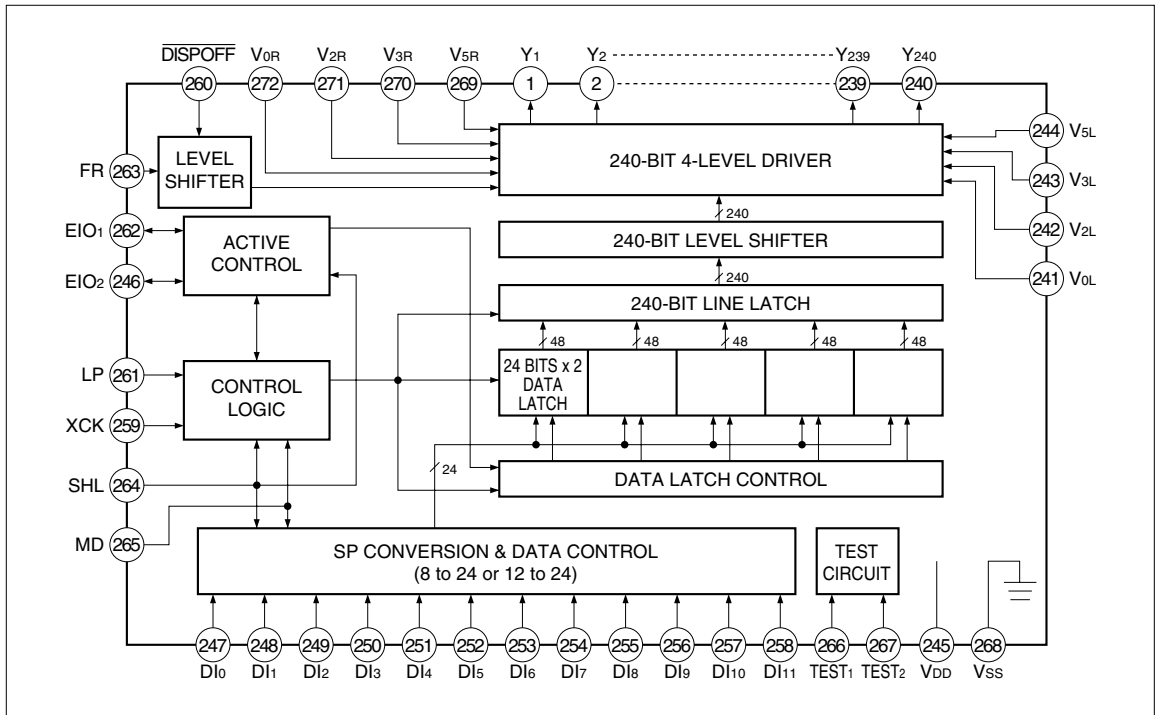 DISPOFF V0R V2R V3R V5R Y1 Y2 Y239 Y240
260 272 271 270 269 1 2 239 240
FR 263
LEVEL
SHIFTER
240-BIT 4-LEVEL DRIVER
244 V5L
243 V3L
242 V2L
241 V0L
240
240-BIT LEVEL SHIFTER
240
240-BIT LINE LATCH
EIO1 262
EIO2 246
ACTIVE
CONTROL
48 48 48 48 48
24 BITS x 2
DATA
LATCH
LP 261
XCK 259
CONTROL
LOGIC
SHL 264
MD 265
24
DATA LATCH CONTROL
SP CONVERSION & DATA CONTROL
(8 to 24 or 12 to 24)
TEST
CIRCUIT
247 248 249 250 251 252 253 254 255 256 257 258 266 267 245 268
DI0 DI1 DI2 DI3 DI4 DI5 DI6 DI7 DI8 DI9 DI10 DI11 TEST1 TEST2 VDD VSS